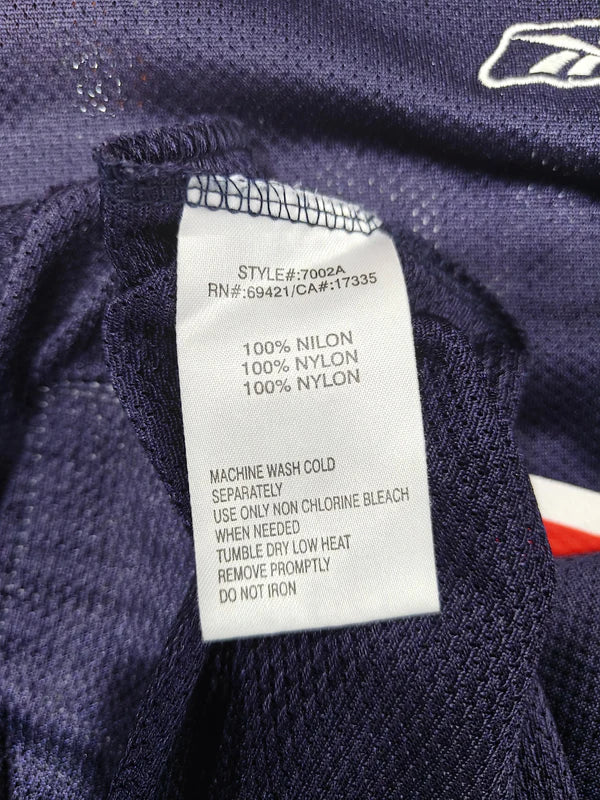 STYLE#:7002A
RN#:69421/CA#:17335
100% NILON
100% NYLON
100% NYLON
MACHINE WASH COLD
SEPARATELY
USE ONLY NON CHLORINE BLEACH
WHEN NEEDED
TUMBLE DRY LOW HEAT
REMOVE PROMPTLY
DO NOT IRON